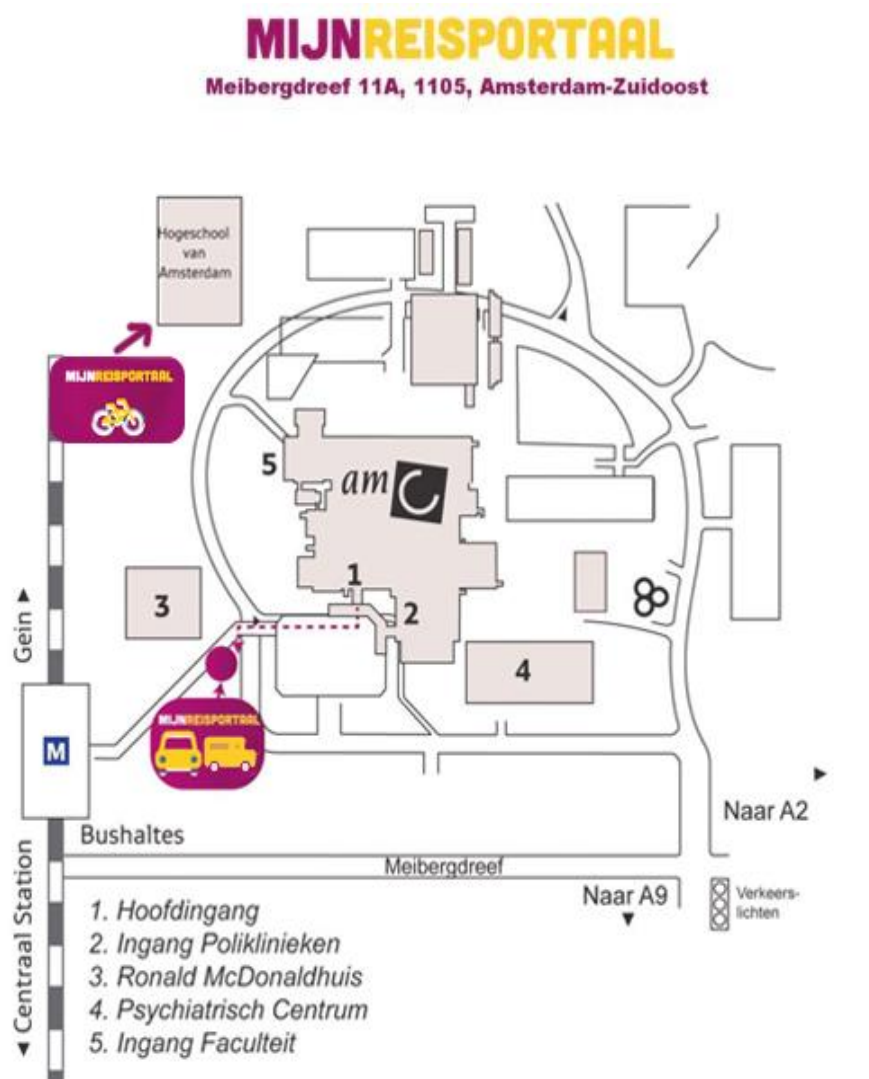 MIJNREISPORTAAL
Meibergdreef 11A, 1105, Amsterdam-Zuidoost
Hogeschool
van
Amsterdam
MIJNREISPORTAAL
5
amC
1
2
3
4
Gein
MIJNREISPORTAAL
M
Naar A2
Bushaltes
Meibergdreef
Naar A9
Verkeers-
lichten
Centraal Station
1. Hoofdingang
2. Ingang Poliklinieken
3. Ronald McDonaldhuis
4. Psychiatrisch Centrum
5. Ingang Faculteit